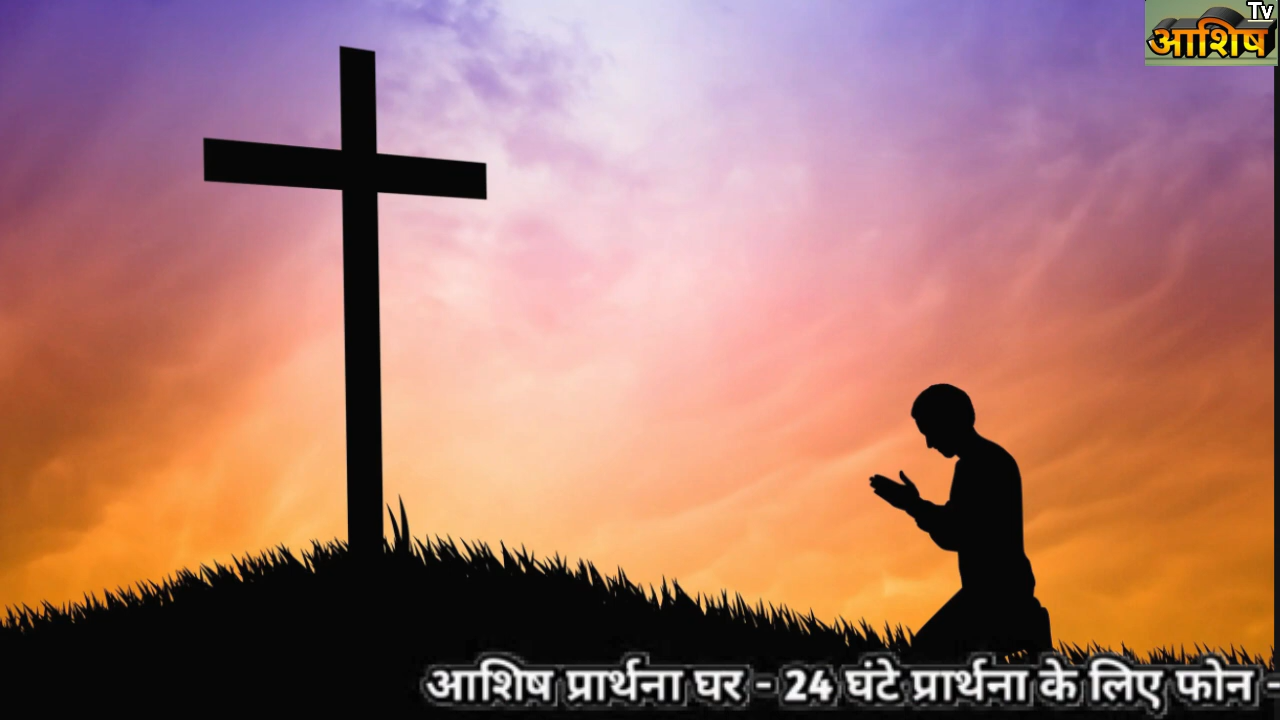 Tv
आशिष
आशिष प्रार्थना घर - 24 घंटे प्रार्थना के लिए फोन -